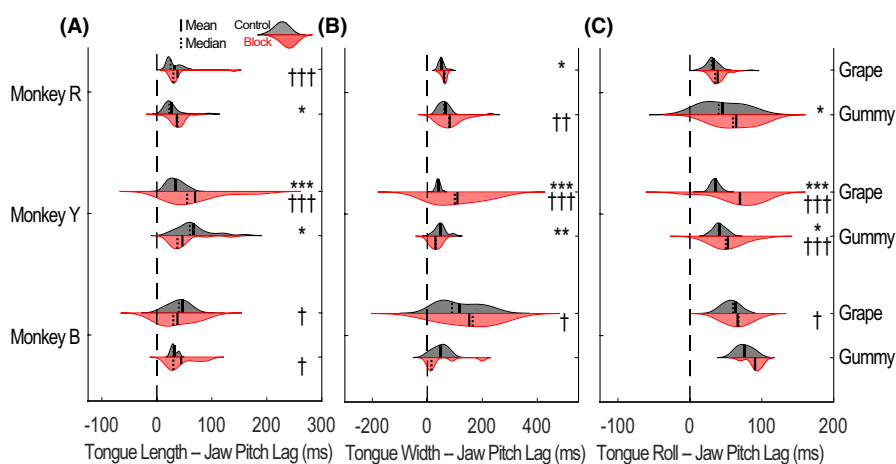 (A) (B) (C)
Mean Control
Median Block
Monkey R ††† * Grape
* †† * Gummy
Monkey Y *** ††† *** ††† *** ††† Grape
* ** * ††† Gummy
Monkey B † † † Grape
† Gummy
-100 0 100 200 300 -200 0 200 400 -100 0 100 200
Tongue Length – Jaw Pitch Lag (ms) Tongue Width – Jaw Pitch Lag (ms) Tongue Roll – Jaw Pitch Lag (ms)